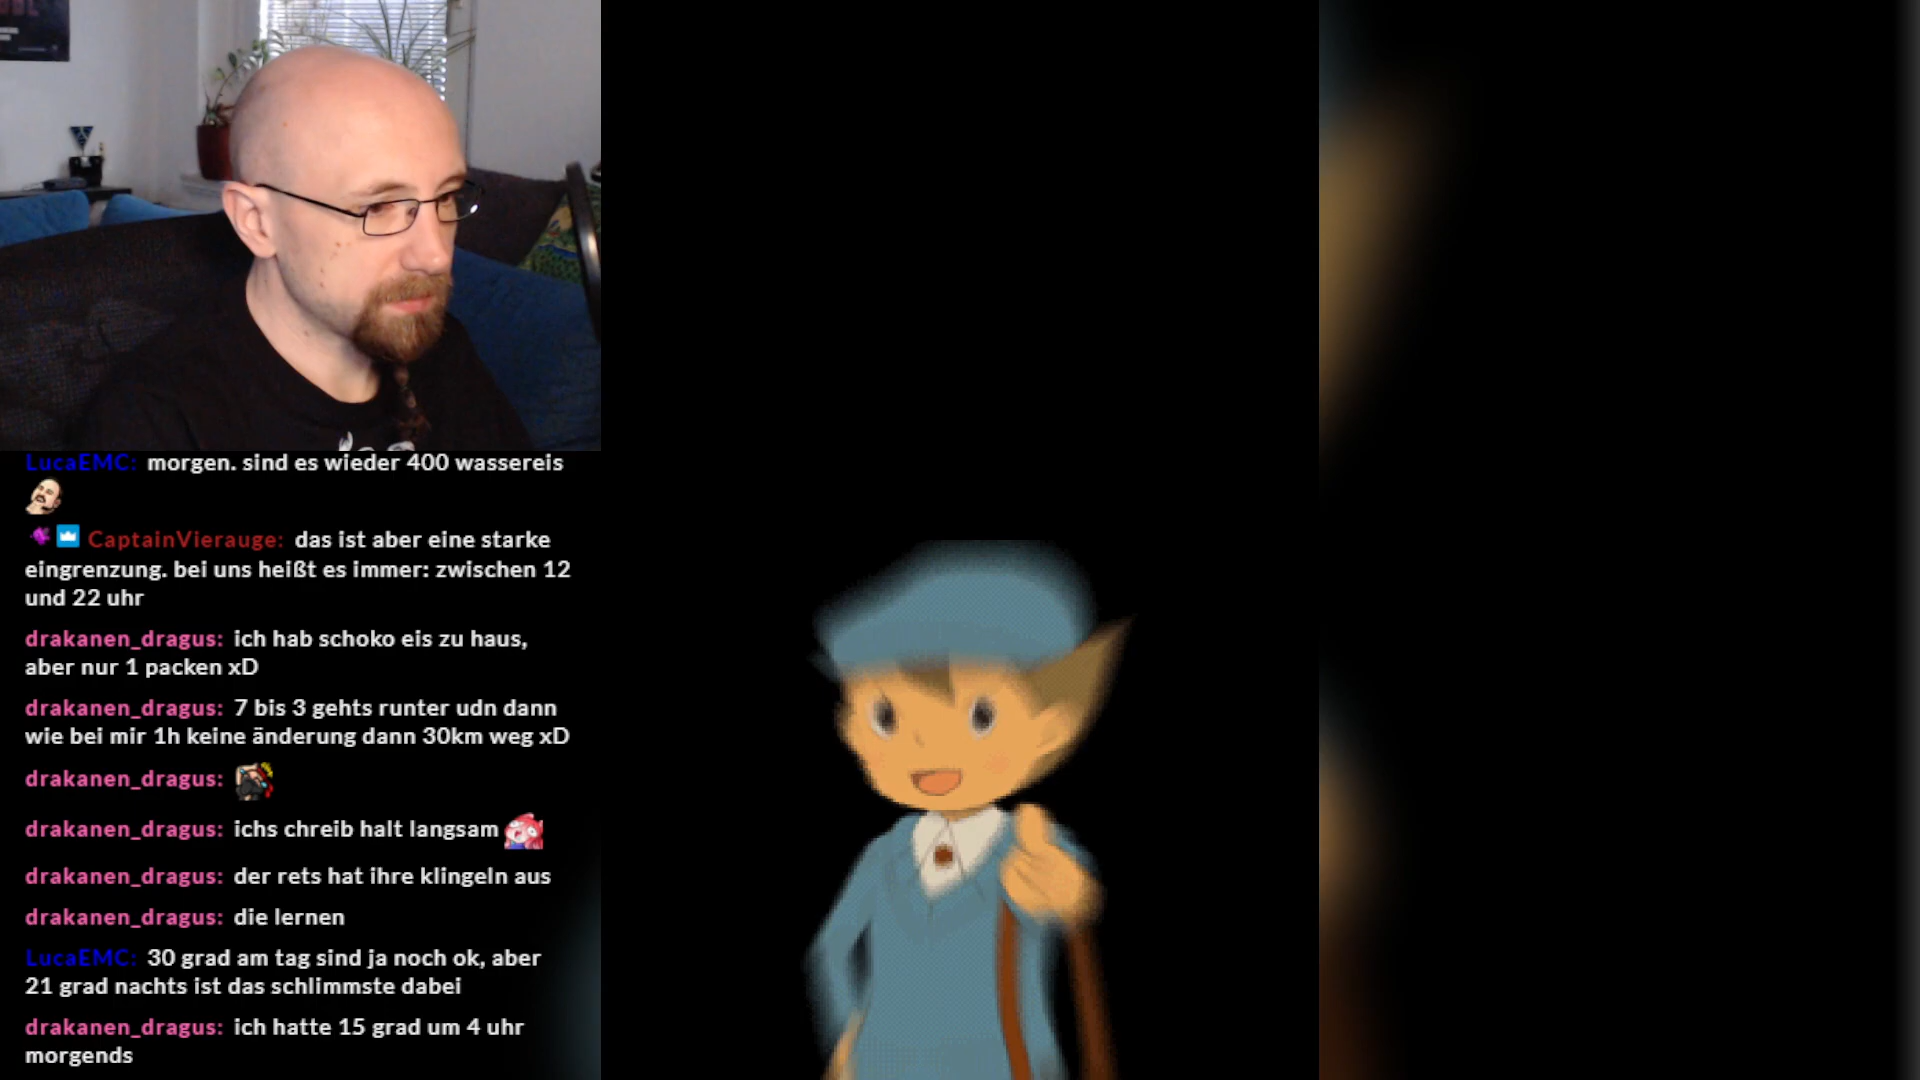 LucaEMC: morgen. sind es wieder 400 wassereis
CaptainVierauge: das ist aber eine starke
eingrenzung. bei uns heißt es immer: zwischen 12
und 22 uhr
drakanen_dragus: ich hab schoko eis zu haus,
aber nur 1 packen xD
drakanen_dragus: 7 bis 3 gehts runter udn dann
wie bei mir 1h keine änderung dann 30km weg xD
drakanen_dragus:
drakanen_dragus: ichs chreib halt langsam
drakanen_dragus: der rets hat ihre klingeln aus
drakanen_dragus: die lernen
LucaEMC: 30 grad am tag sind ja noch ok, aber
21 grad nachts ist das schlimmste dabei
drakanen_dragus: ich hatte 15 grad um 4 uhr
morgends